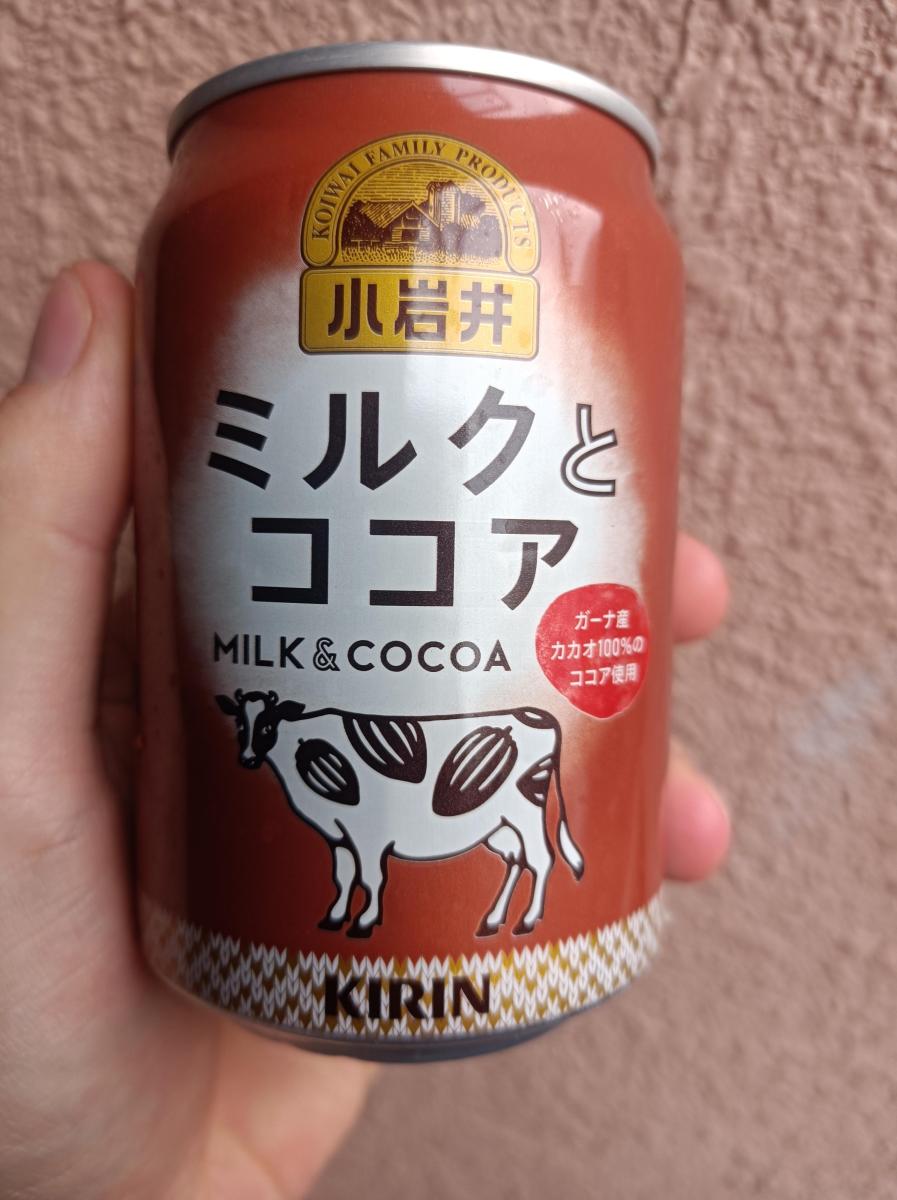 KOIWAI FAMILY PRODUCTS
小岩井
ミルクと
ココア
MILK & COCOA
ガーナ産
カカオ100%の
ココア使用
KIRIN